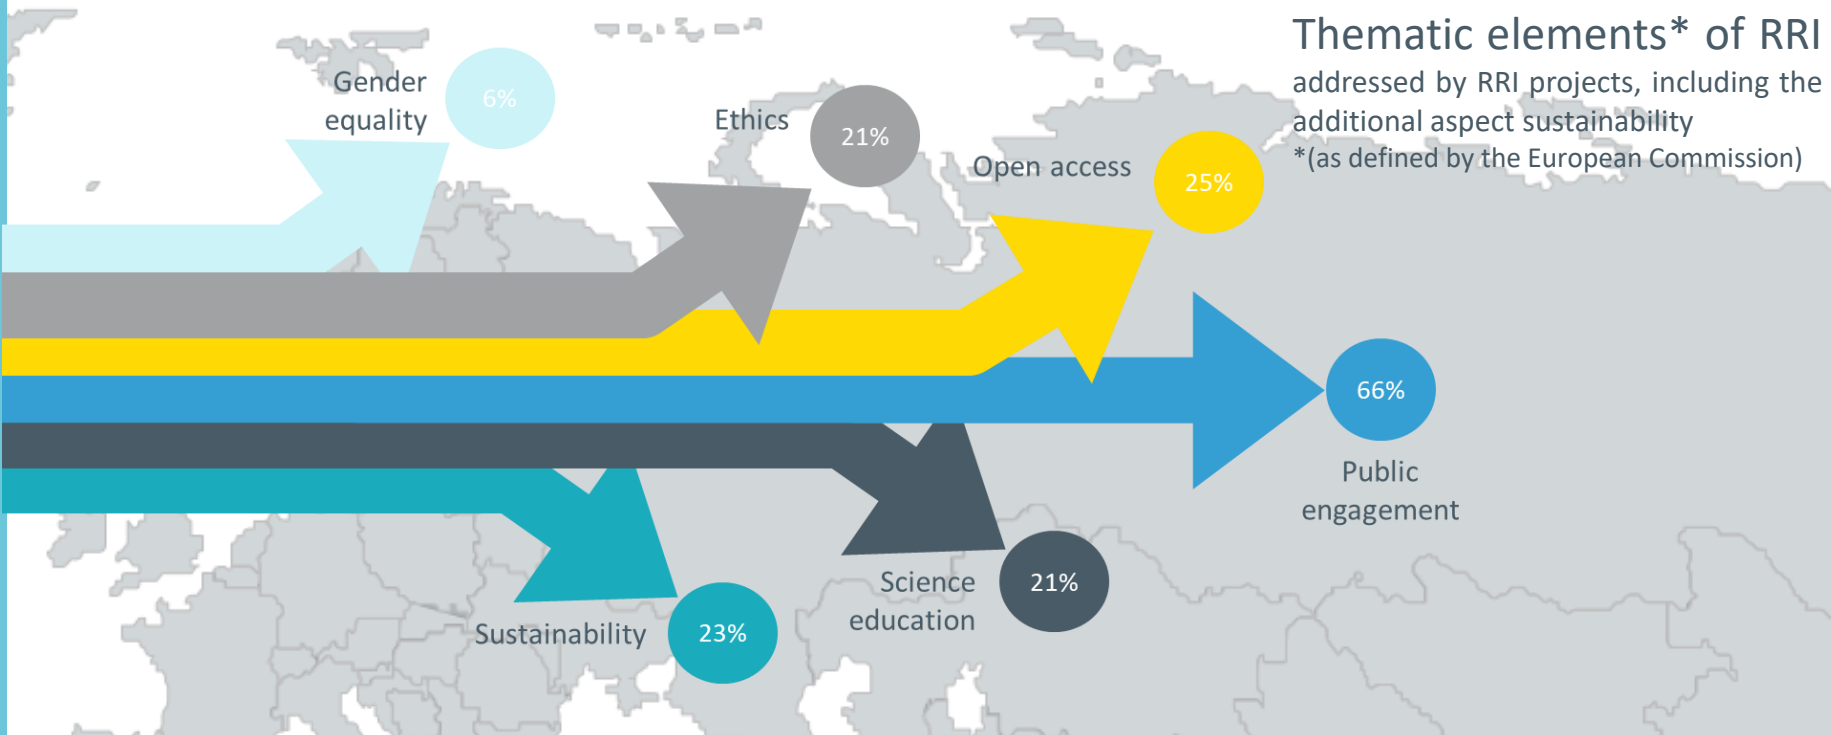 Thematic elements* of RRI
addressed by RRI projects, including the
additional aspect sustainability
*(as defined by the European Commission)
Gender
equality
6%
Ethics
21%
Open access
25%
66%
Public
engagement
Science
education
21%
Sustainability
23%